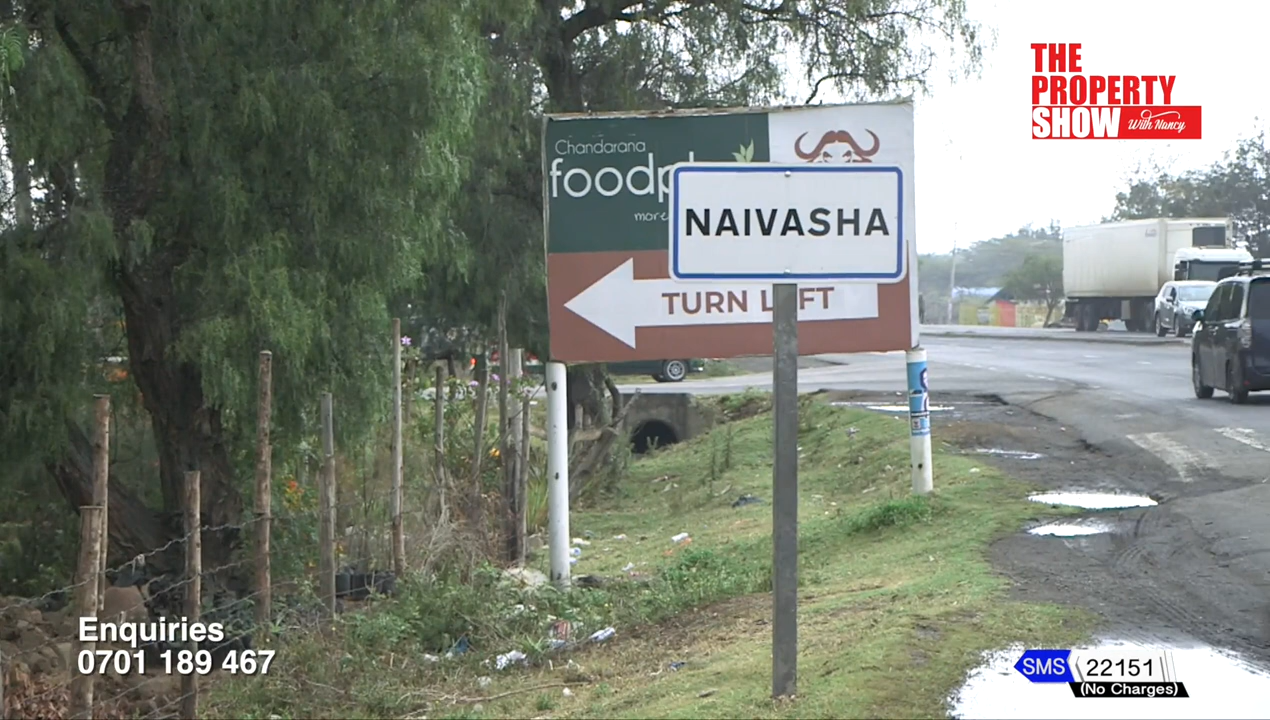 THE
PROPERTY
SHOW
With Nancy
Chandarana
NAIVASHA
TURN LEFT
Enquiries
0701 189 467
SMS
22151
(No Charges)